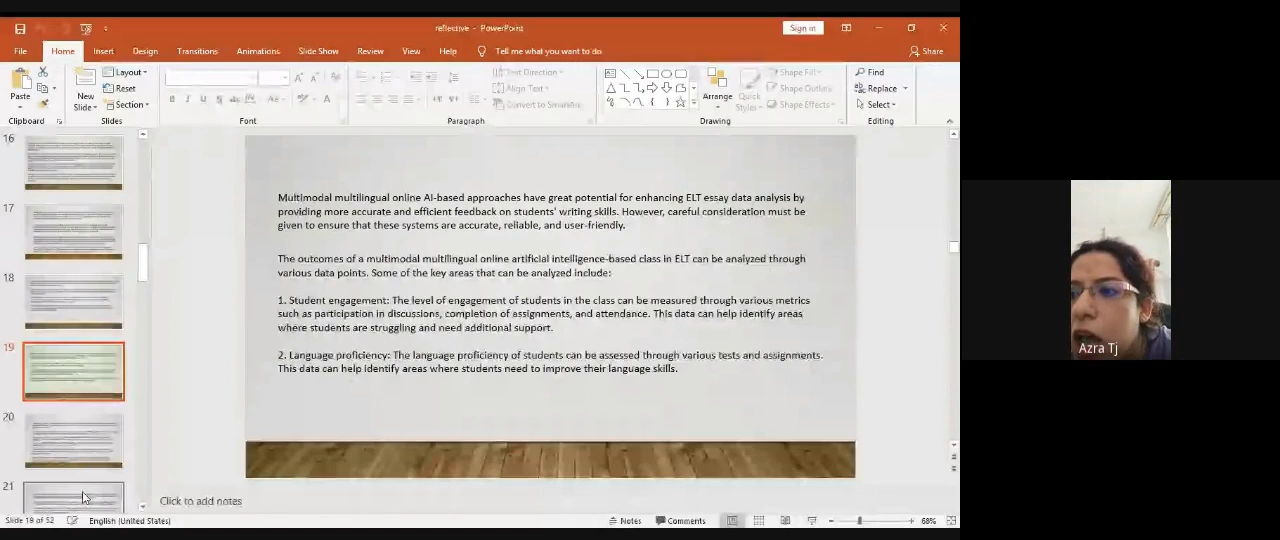 reflective - PowerPoint
Sign in
File Home Insert Design Transitions Animations Slide Show Review View Help Tell me what you want to do Share
Paste
Clipboard
New Slide
Layout
Reset
Section
Slides
Font
Text Direction
Align Text
Convert to SmartArt
Paragraph
Arrange
Quick Styles
Shape Fill
Shape Outline
Shape Effects
Drawing
Find
Replace
Select
Editing
16
17
18
19
20
21
Multimodal multilingual online AI-based approaches have great potential for enhancing ELT essay data analysis by
providing more accurate and efficient feedback on students' writing skills. However, careful consideration must be
given to ensure that these systems are accurate, reliable, and user-friendly.
The outcomes of a multimodal multilingual online artificial intelligence-based class in ELT can be analyzed through
various data points. Some of the key areas that can be analyzed include:
1. Student engagement: The level of engagement of students in the class can be measured through various metrics
such as participation in discussions, completion of assignments, and attendance. This data can help identify areas
where students are struggling and need additional support.
2. Language proficiency: The language proficiency of students can be assessed through various tests and assignments.
This data can help identify areas where students need to improve their language skills.
Click to add notes
Slide 19 of 52 English (United States) Notes Comments 68%
Azra Tj